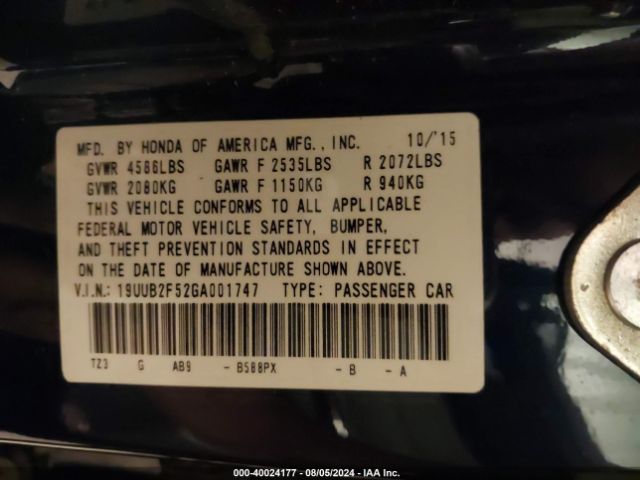 MFD. BY HONDA OF AMERICA MFG., INC. 10/'15
GVWR 4586LBS GAWR F 2535LBS R 2072LBS
GVWR 2080KG GAWR F 1150KG R 940KG
THIS VEHICLE CONFORMS TO ALL APPLICABLE
FEDERAL MOTOR VEHICLE SAFETY, BUMPER,
AND THEFT PREVENTION STANDARDS IN EFFECT
ON THE DATE OF MANUFACTURE SHOWN ABOVE.
V.I.N.: 19UUB2F52GA001747 TYPE: PASSENGER CAR
TZ3 G AB9 - B588PX - B - A
000-40024177 - 08/05/2024 - IAA Inc.